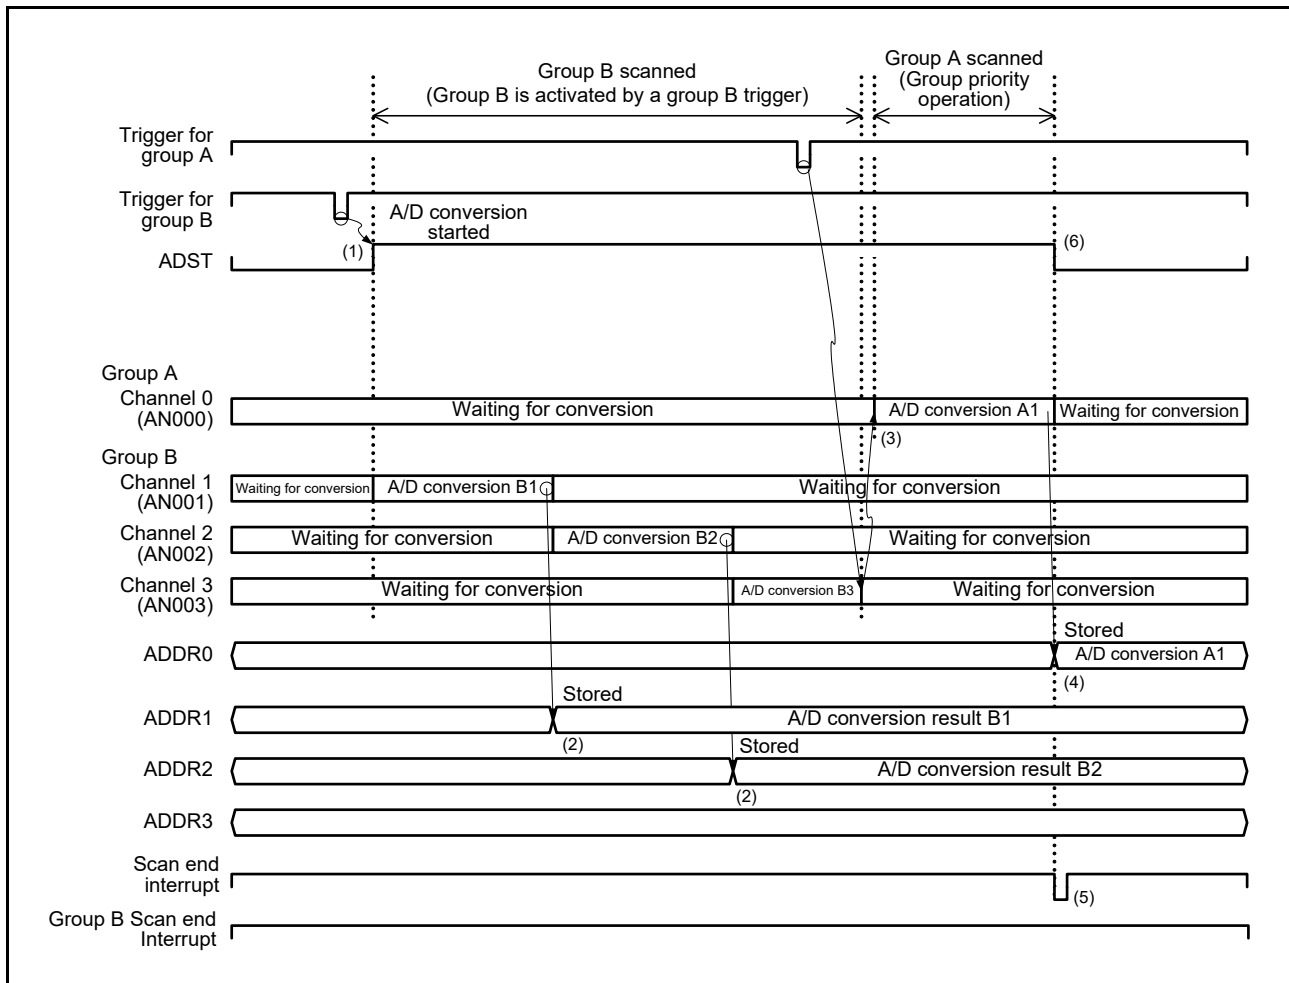 Group B scanned
(Group B is activated by a group B trigger)
Group A scanned
(Group priority
operation)
Trigger for
group A
Trigger for
group B
A/D conversion
started
ADST
(1)
(6)
Group A
Channel 0
(AN000)
Waiting for conversion
A/D conversion A1
Waiting for conversion
(3)
Group B
Channel 1
(AN001)
Waiting for conversion
A/D conversion B1
Waiting for conversion
Channel 2
(AN002)
Waiting for conversion
A/D conversion B2
Waiting for conversion
Channel 3
(AN003)
Waiting for conversion
A/D conversion B3
Waiting for conversion
Stored
ADDR0
A/D conversion A1
(4)
Stored
ADDR1
A/D conversion result B1
(2)
Stored
ADDR2
A/D conversion result B2
(2)
ADDR3
Scan end
interrupt
(5)
Group B Scan end
Interrupt